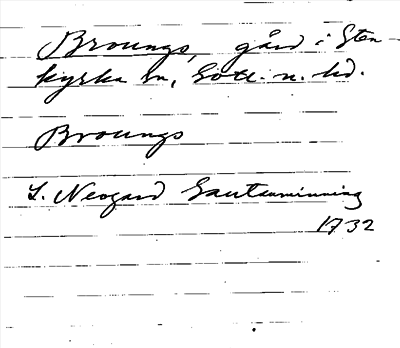 Broungs, gård i Sten-
kyrka sn, Gotl. n. hd.
Broungs
L. Neogard Gautauminning
1732